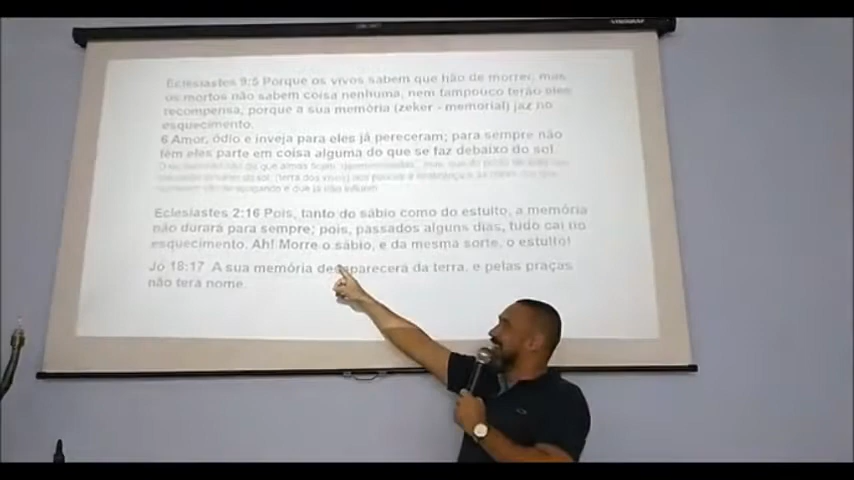 Eclesiastes 9:5 Porque os vivos sabem que hão de morrer, mas
os mortos não sabem coisa nenhuma, nem tampouco terão eles
recompensa, porque a sua memória (zeker - memorial) jaz no
esquecimento.
6 Amor, ódio e inveja para eles já pereceram; para sempre não
têm eles parte em coisa alguma do que se faz debaixo do sol.
Eclesiastes 2:16 Pois, tanto do sábio como do estulto, a memória
não durará para sempre; pois, passados alguns dias, tudo cai no
esquecimento. Ah! Morre o sábio, e da mesma sorte, o estulto!
Jó 18:17 A sua memória desaparecerá da terra, e pelas praças
não terá nome.